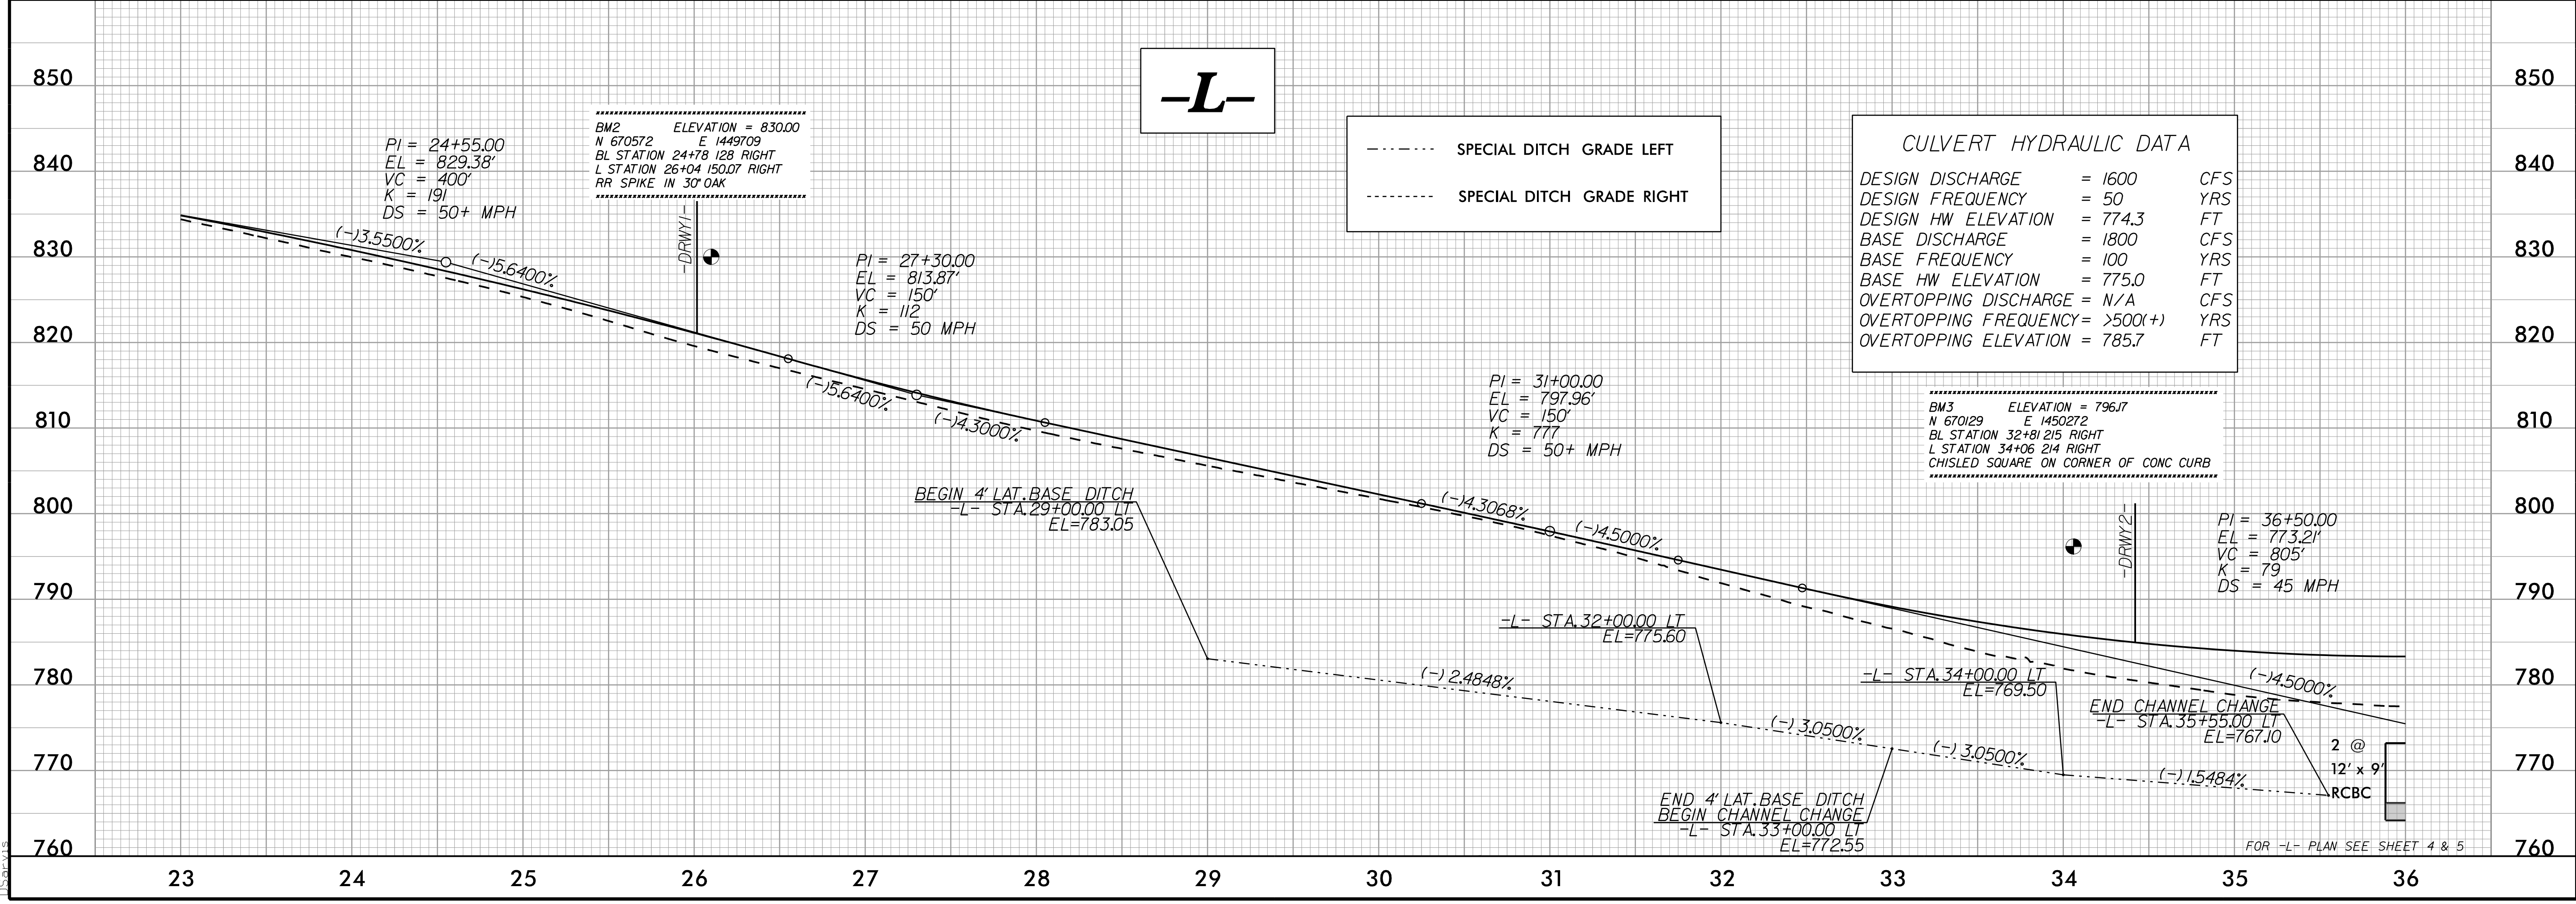 -L-
850
840
830
820
810
800
790
780
770
760
PI = 24+55.00
EL = 829.38'
VC = 400'
K = 191
DS = 50+ MPH
BM2 ELEVATION = 830.00
N 670572 E 1449709
BL STATION 24+78 128 RIGHT
L STATION 26+04 150.07 RIGHT
RR SPIKE IN 30" OAK
(-)3.5500%
(-)5.6400%
-DRWY1-
PI = 27+30.00
EL = 813.87'
VC = 150'
K = 112
DS = 50 MPH
(-)5.6400%
(-)4.3000%
SPECIAL DITCH GRADE LEFT
SPECIAL DITCH GRADE RIGHT
CULVERT HYDRAULIC DATA
DESIGN DISCHARGE = 1600 CFS
DESIGN FREQUENCY = 50 YRS
DESIGN HW ELEVATION = 774.3 FT
BASE DISCHARGE = 1800 CFS
BASE FREQUENCY = 100 YRS
BASE HW ELEVATION = 775.0 FT
OVERTOPPING DISCHARGE = N/A CFS
OVERTOPPING FREQUENCY = >500(+) YRS
OVERTOPPING ELEVATION = 785.7 FT
PI = 31+00.00
EL = 797.96'
VC = 150'
K = 777
DS = 50+ MPH
BM3 ELEVATION = 796.17
N 670129 E 1450272
BL STATION 32+81 215 RIGHT
L STATION 34+06 214 RIGHT
CHISLED SQUARE ON CORNER OF CONC CURB
BEGIN 4' LAT. BASE DITCH
-L- STA. 29+00.00 LT
EL=783.05
(-)4.3068%
(-)4.5000%
-DRWY2-
PI = 36+50.00
EL = 773.21'
VC = 805'
K = 79
DS = 45 MPH
-L- STA. 32+00.00 LT
EL=775.60
(-)2.4848%
-L- STA. 34+00.00 LT
EL=769.50
(-)4.5000%
END CHANNEL CHANGE
-L- STA. 35+55.00 LT
EL=767.10
(-)3.0500%
(-)3.0500%
(-)1.5484%
2 @
12' x 9'
RCBC
END 4' LAT. BASE DITCH
BEGIN CHANNEL CHANGE
-L- STA. 33+00.00 LT
EL=772.55
FOR -L- PLAN SEE SHEET 4 & 5
850
840
830
820
810
800
790
780
770
760
23 24 25 26 27 28 29 30 31 32 33 34 35 36